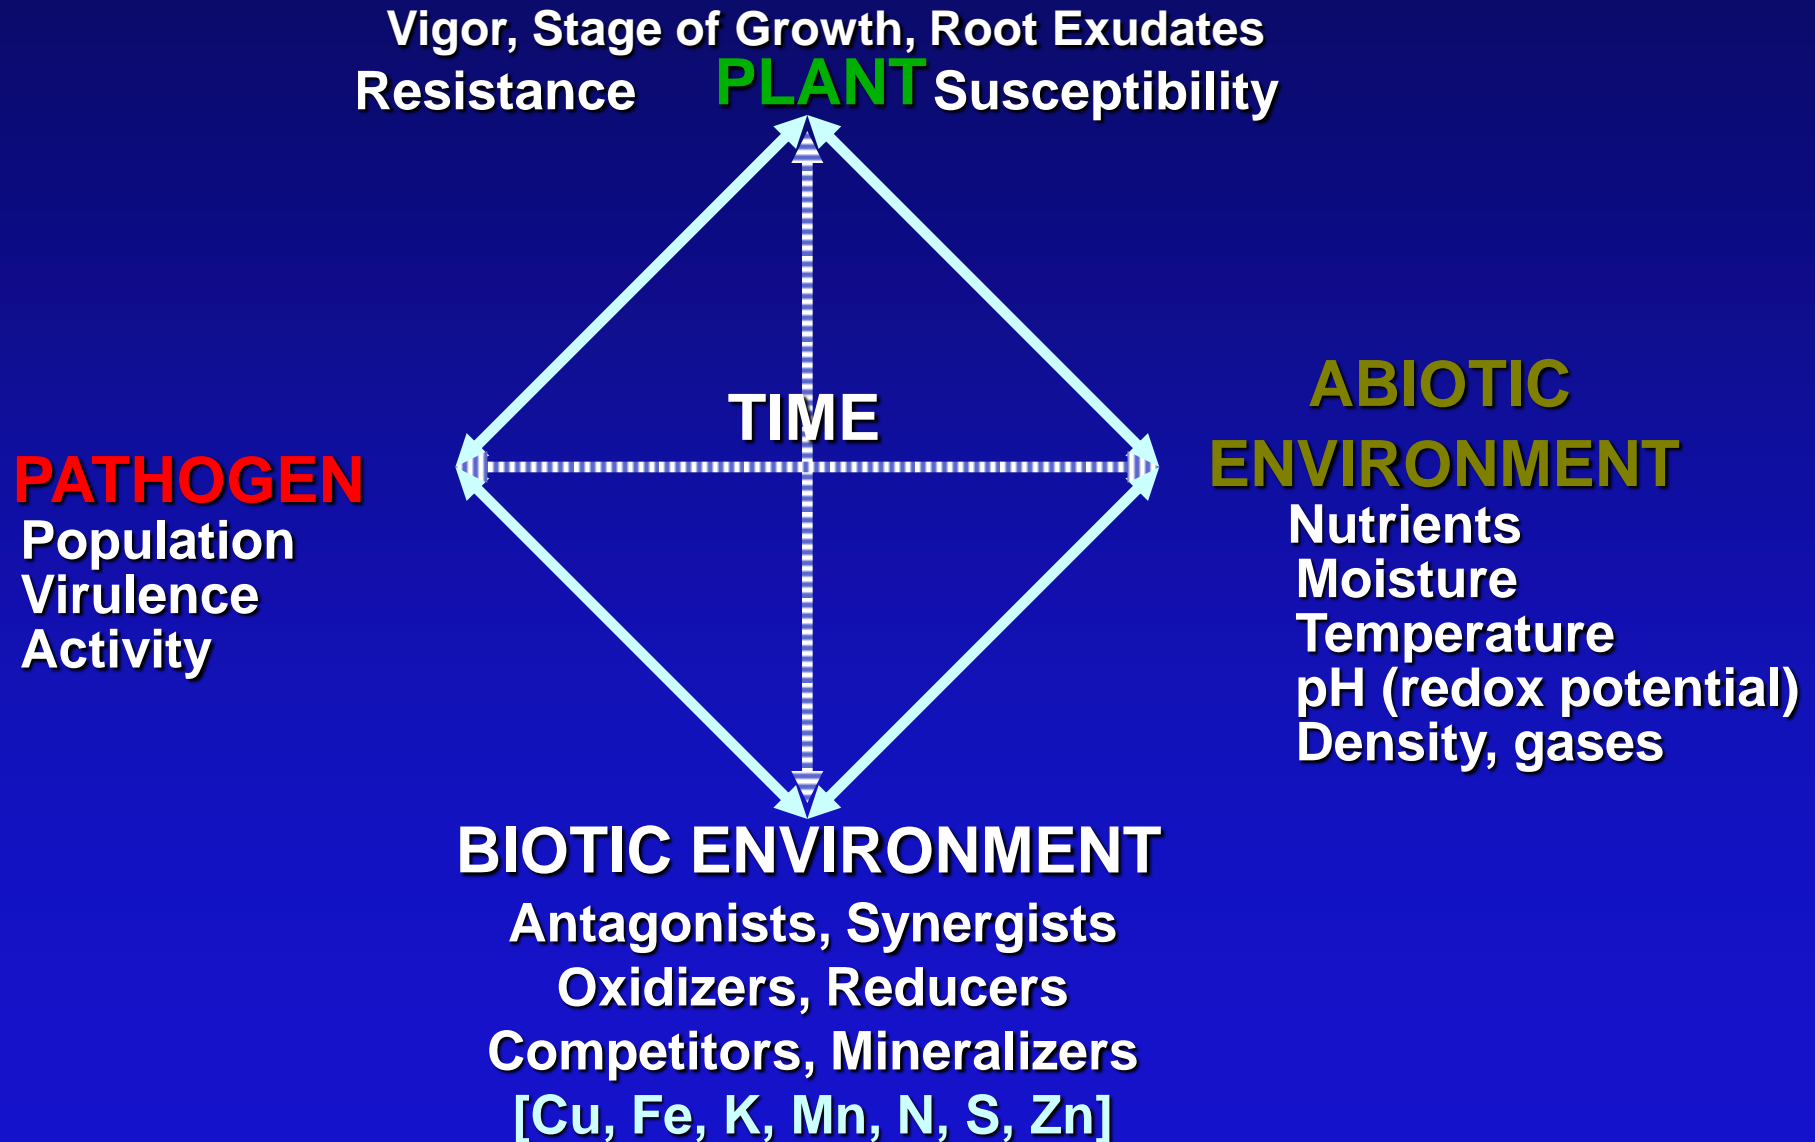 Vigor, Stage of Growth, Root Exudates
Resistance PLANT Susceptibility
TIME
PATHOGEN
Population
Virulence
Activity
ABIOTIC
ENVIRONMENT
Nutrients
Moisture
Temperature
pH (redox potential)
Density, gases
BIOTIC ENVIRONMENT
Antagonists, Synergists
Oxidizers, Reducers
Competitors, Mineralizers
[Cu, Fe, K, Mn, N, S, Zn]